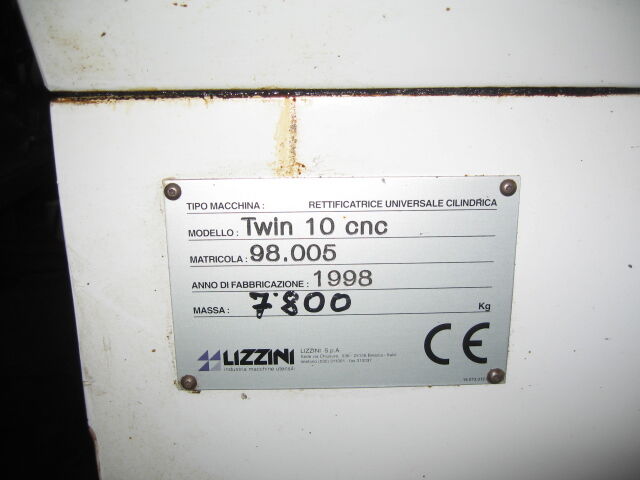 TIPO MACCHINA : RETTIFICATRICE UNIVERSALE CILINDRICA
MODELLO : Twin 10 cnc
MATRICOLA : 98.005
ANNO DI FABBRICAZIONE : 1998
MASSA : 7800 Kg
LIZZINI
industria macchine utensili
LIZZINI S.p.A.
CE